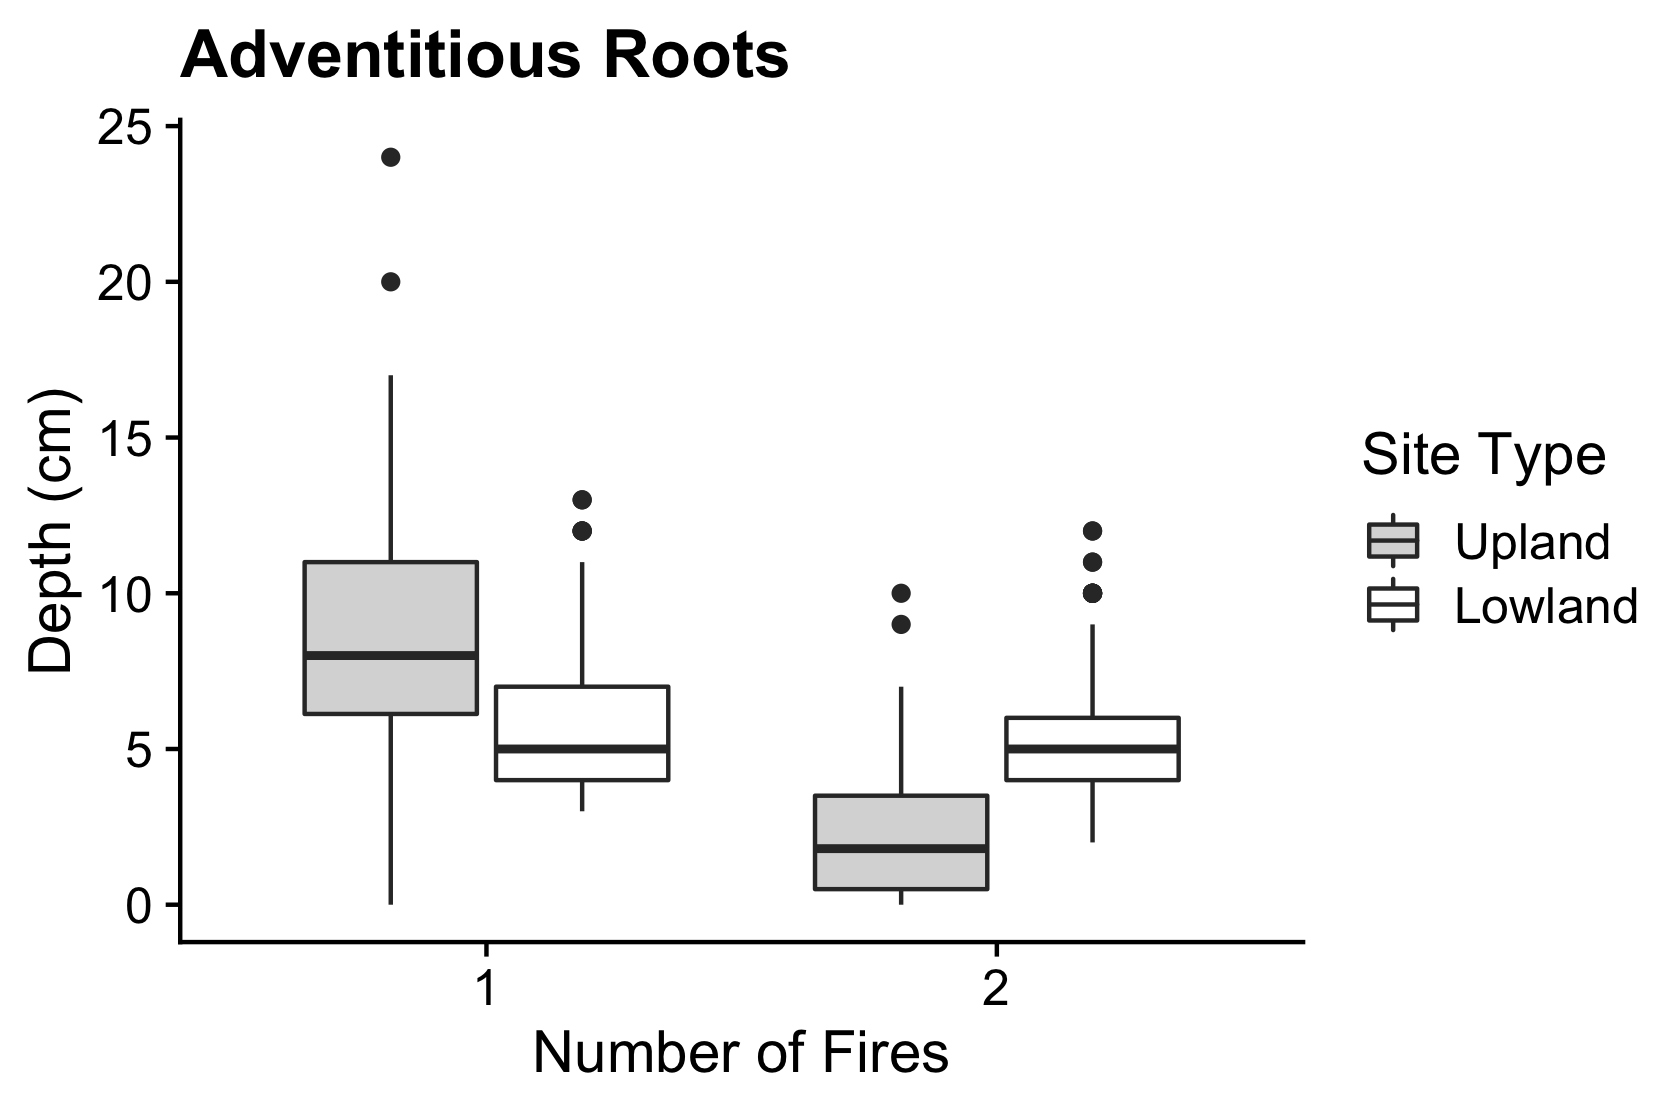 Adventitious Roots
25
20
15
10
5
0
Depth (cm)
1
2
Number of Fires
Site Type
Upland
Lowland